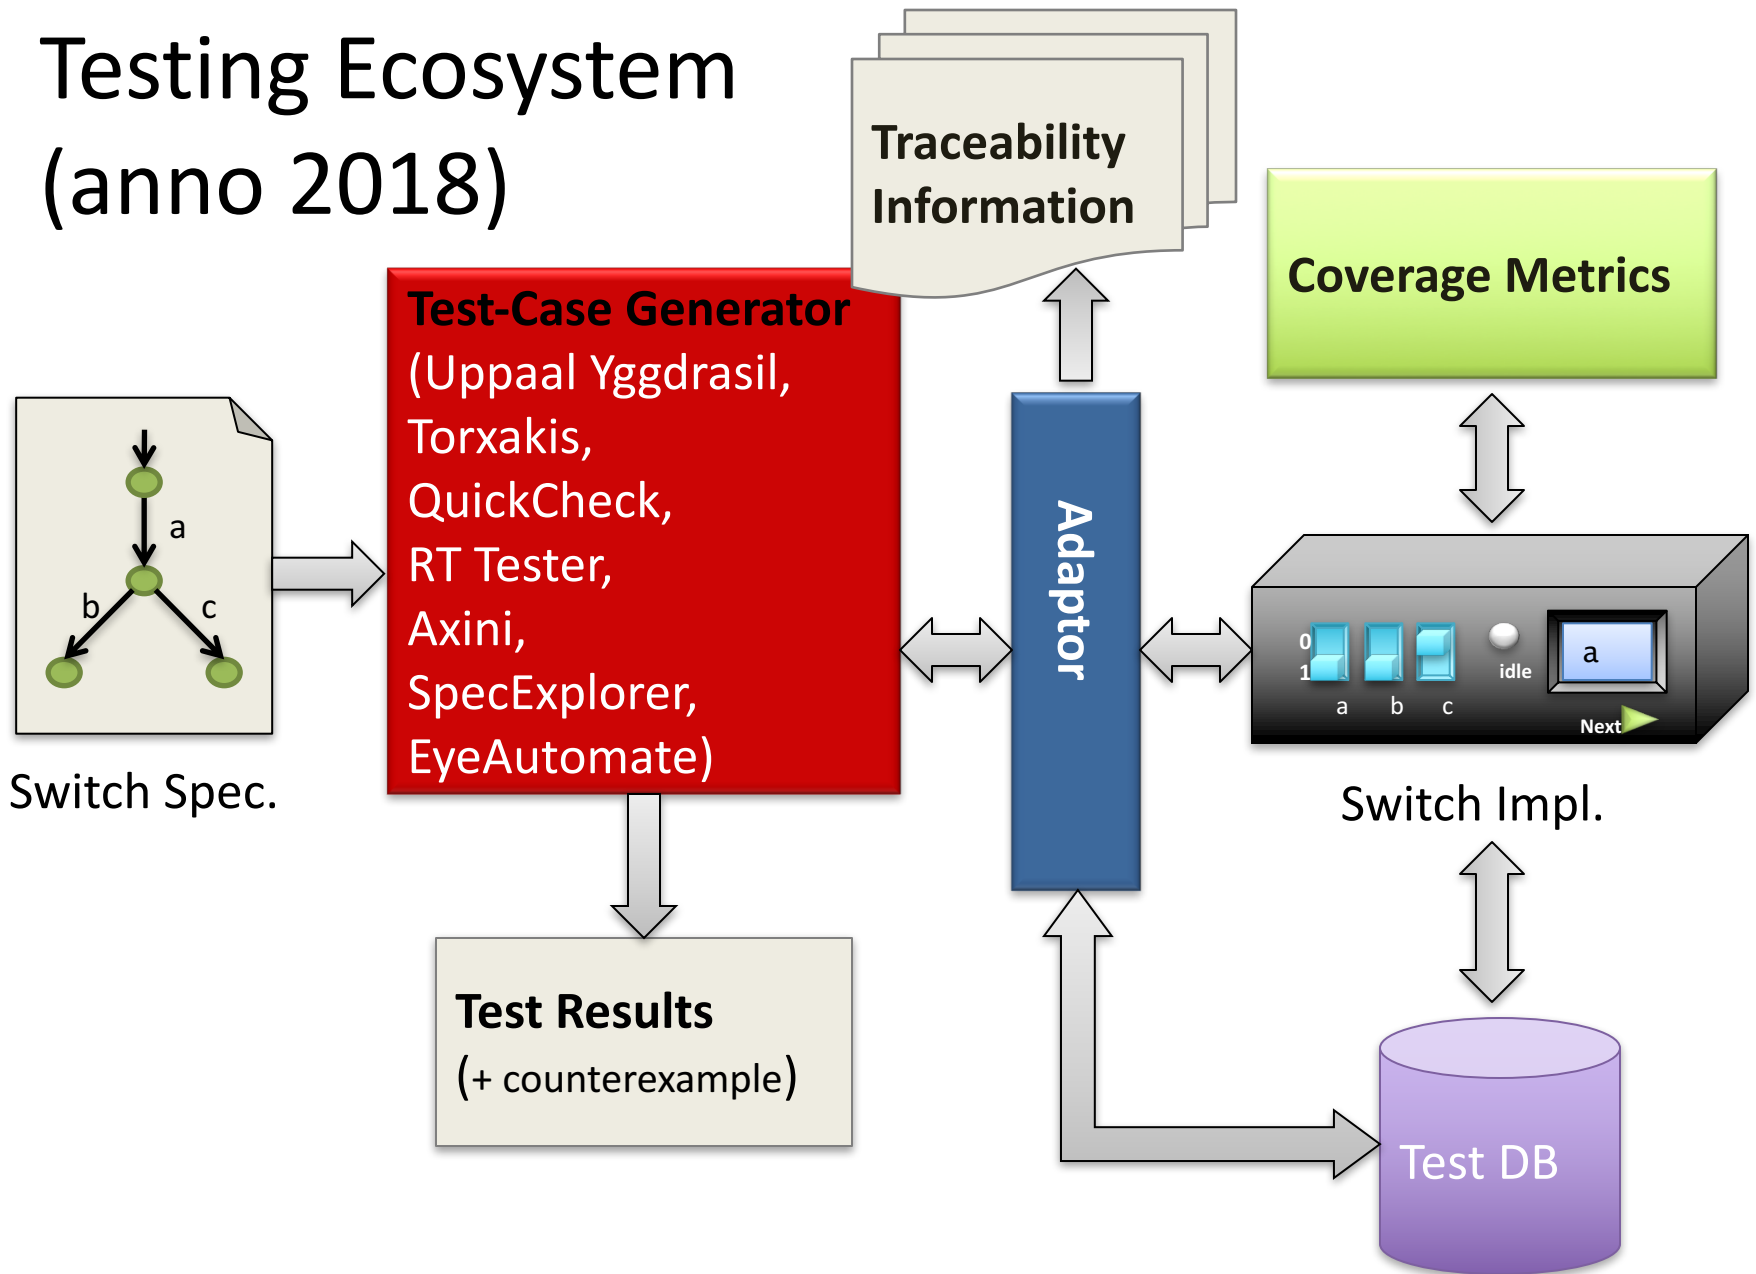 Testing Ecosystem
(anno 2018)
Traceability
Information
Coverage Metrics
Test-Case Generator
(Uppaal Yggdrasil,
Torxakis,
QuickCheck,
RT Tester,
Axini,
SpecExplorer,
EyeAutomate)
a
b
c
Switch Spec.
Adaptor
0
1
a
b
c
idle
a
Next
Switch Impl.
Test Results
(+ counterexample)
Test DB